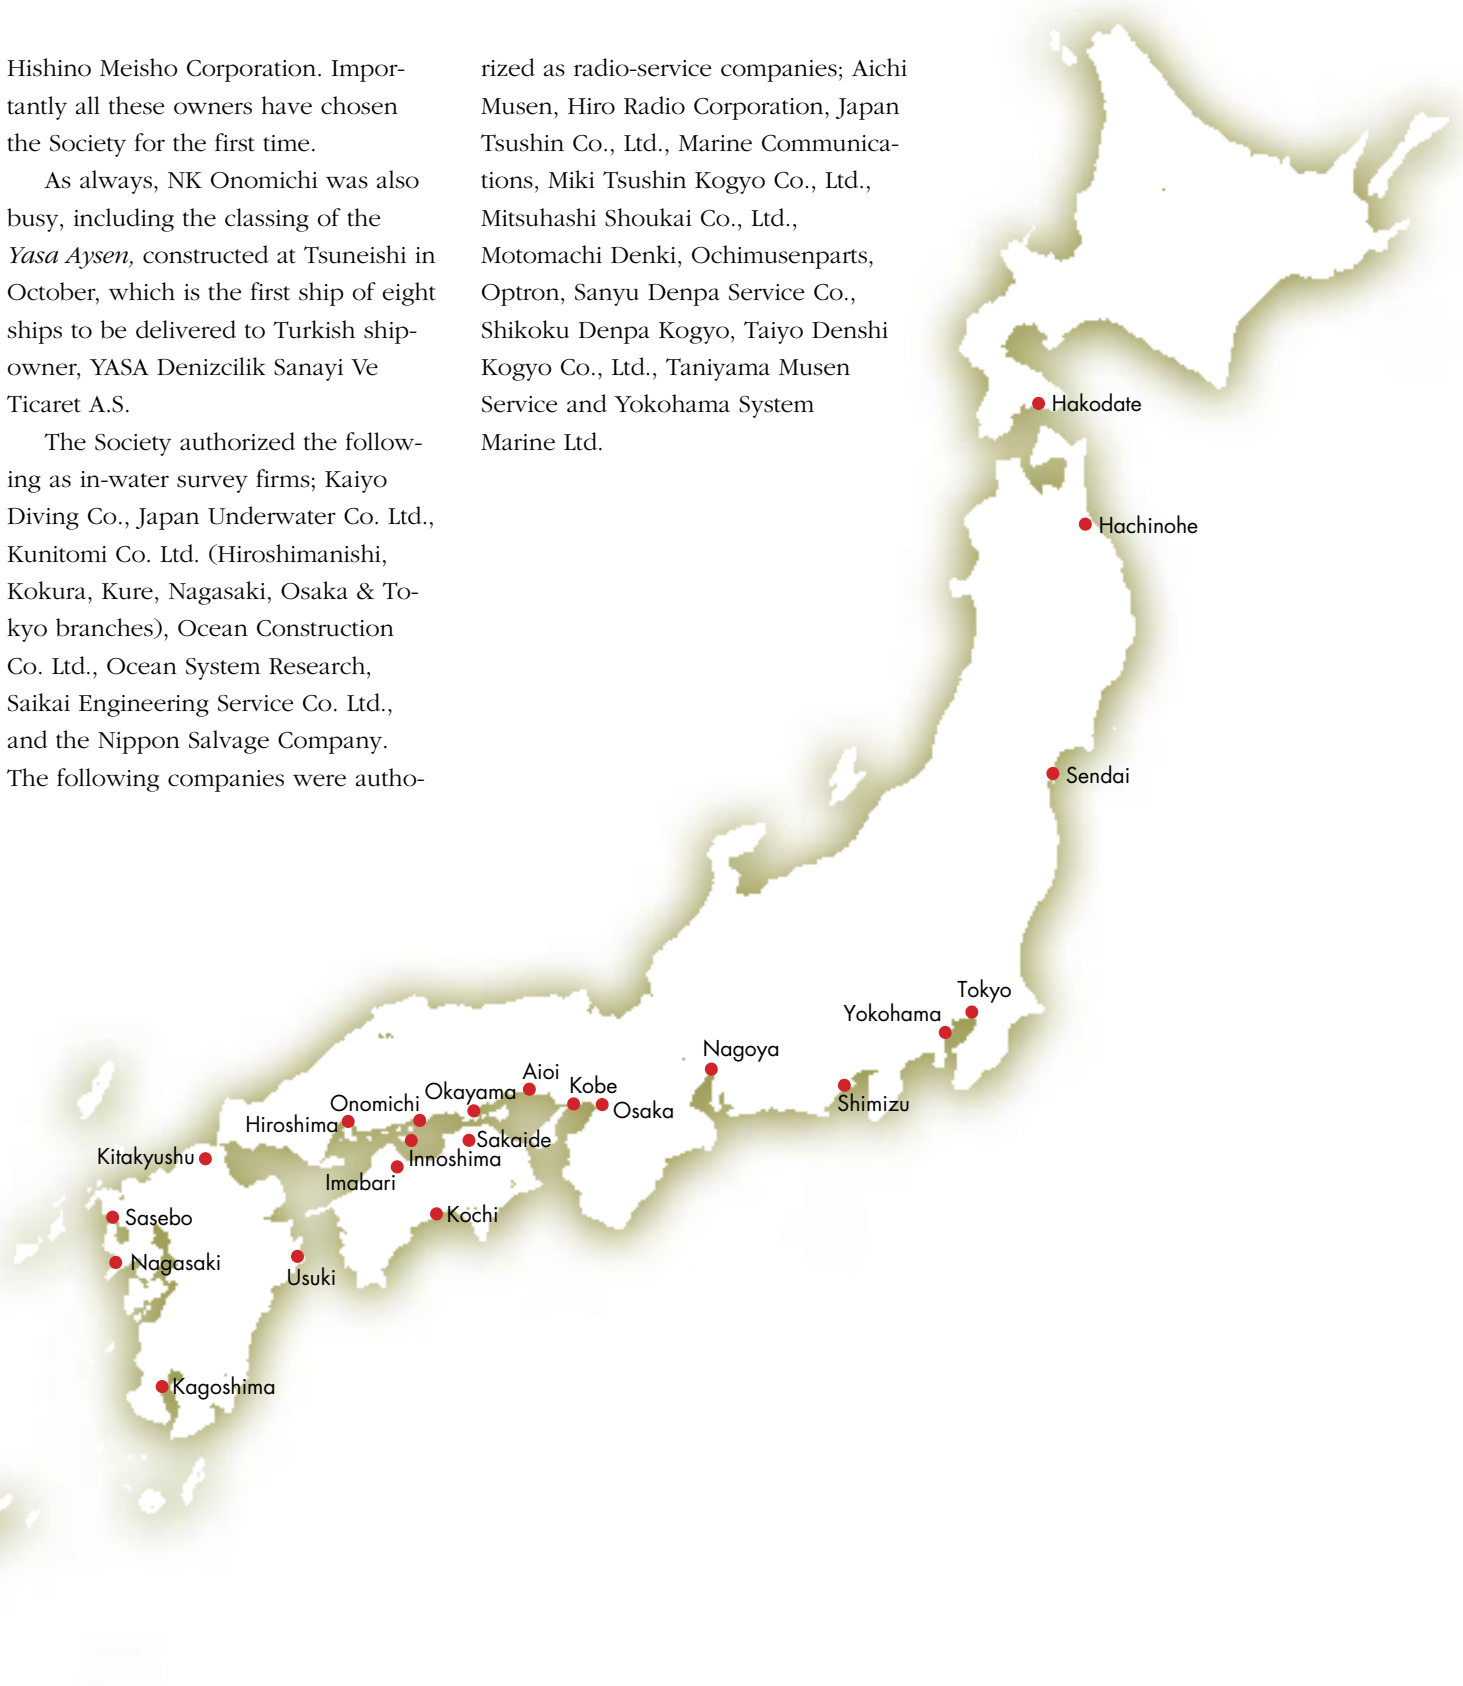 Hishino Meisho Corporation. Impor-
tantly all these owners have chosen
the Society for the first time.
As always, NK Onomichi was also
busy, including the classing of the
Yasa Aysen, constructed at Tsuneishi in
October, which is the first ship of eight
ships to be delivered to Turkish ship-
owner, YASA Denizcilik Sanayi Ve
Ticaret A.S.
The Society authorized the follow-
ing as in-water survey firms; Kaiyo
Diving Co., Japan Underwater Co. Ltd.,
Kunitomi Co. Ltd. (Hiroshimanishi,
Kokura, Kure, Nagasaki, Osaka & To-
kyo branches), Ocean Construction
Co. Ltd., Ocean System Research,
Saikai Engineering Service Co. Ltd.,
and the Nippon Salvage Company.
The following companies were autho-
rized as radio-service companies; Aichi
Musen, Hiro Radio Corporation, Japan
Tsushin Co., Ltd., Marine Communica-
tions, Miki Tsushin Kogyo Co., Ltd.,
Mitsuhashi Shoukai Co., Ltd.,
Motomachi Denki, Ochimusenparts,
Optron, Sanyu Denpa Service Co.,
Shikoku Denpa Kogyo, Taiyo Denshi
Kogyo Co., Ltd., Taniyama Musen
Service and Yokohama System
Marine Ltd.
Hakodate
Hachinohe
Sendai
Tokyo
Yokohama
Nagoya
Shimizu
Aioi
Kobe
Osaka
Okayama
Onomichi
Hiroshima
Sakaide
Innoshima
Imabari
Kitakyushu
Kochi
Sasebo
Nagasaki
Usuki
Kagoshima